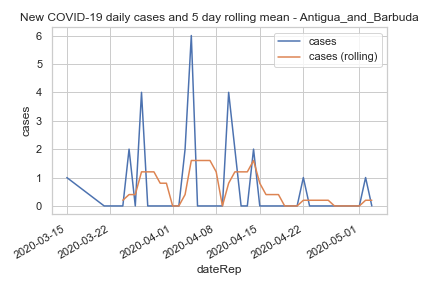 New COVID-19 daily cases and 5 day rolling mean - Antigua_and_Barbuda
cases
cases (rolling)
6
5
4
3
2
1
0
cases
2020-03-15
2020-03-22
2020-04-01
2020-04-08
2020-04-15
2020-04-22
2020-05-01
dateRep